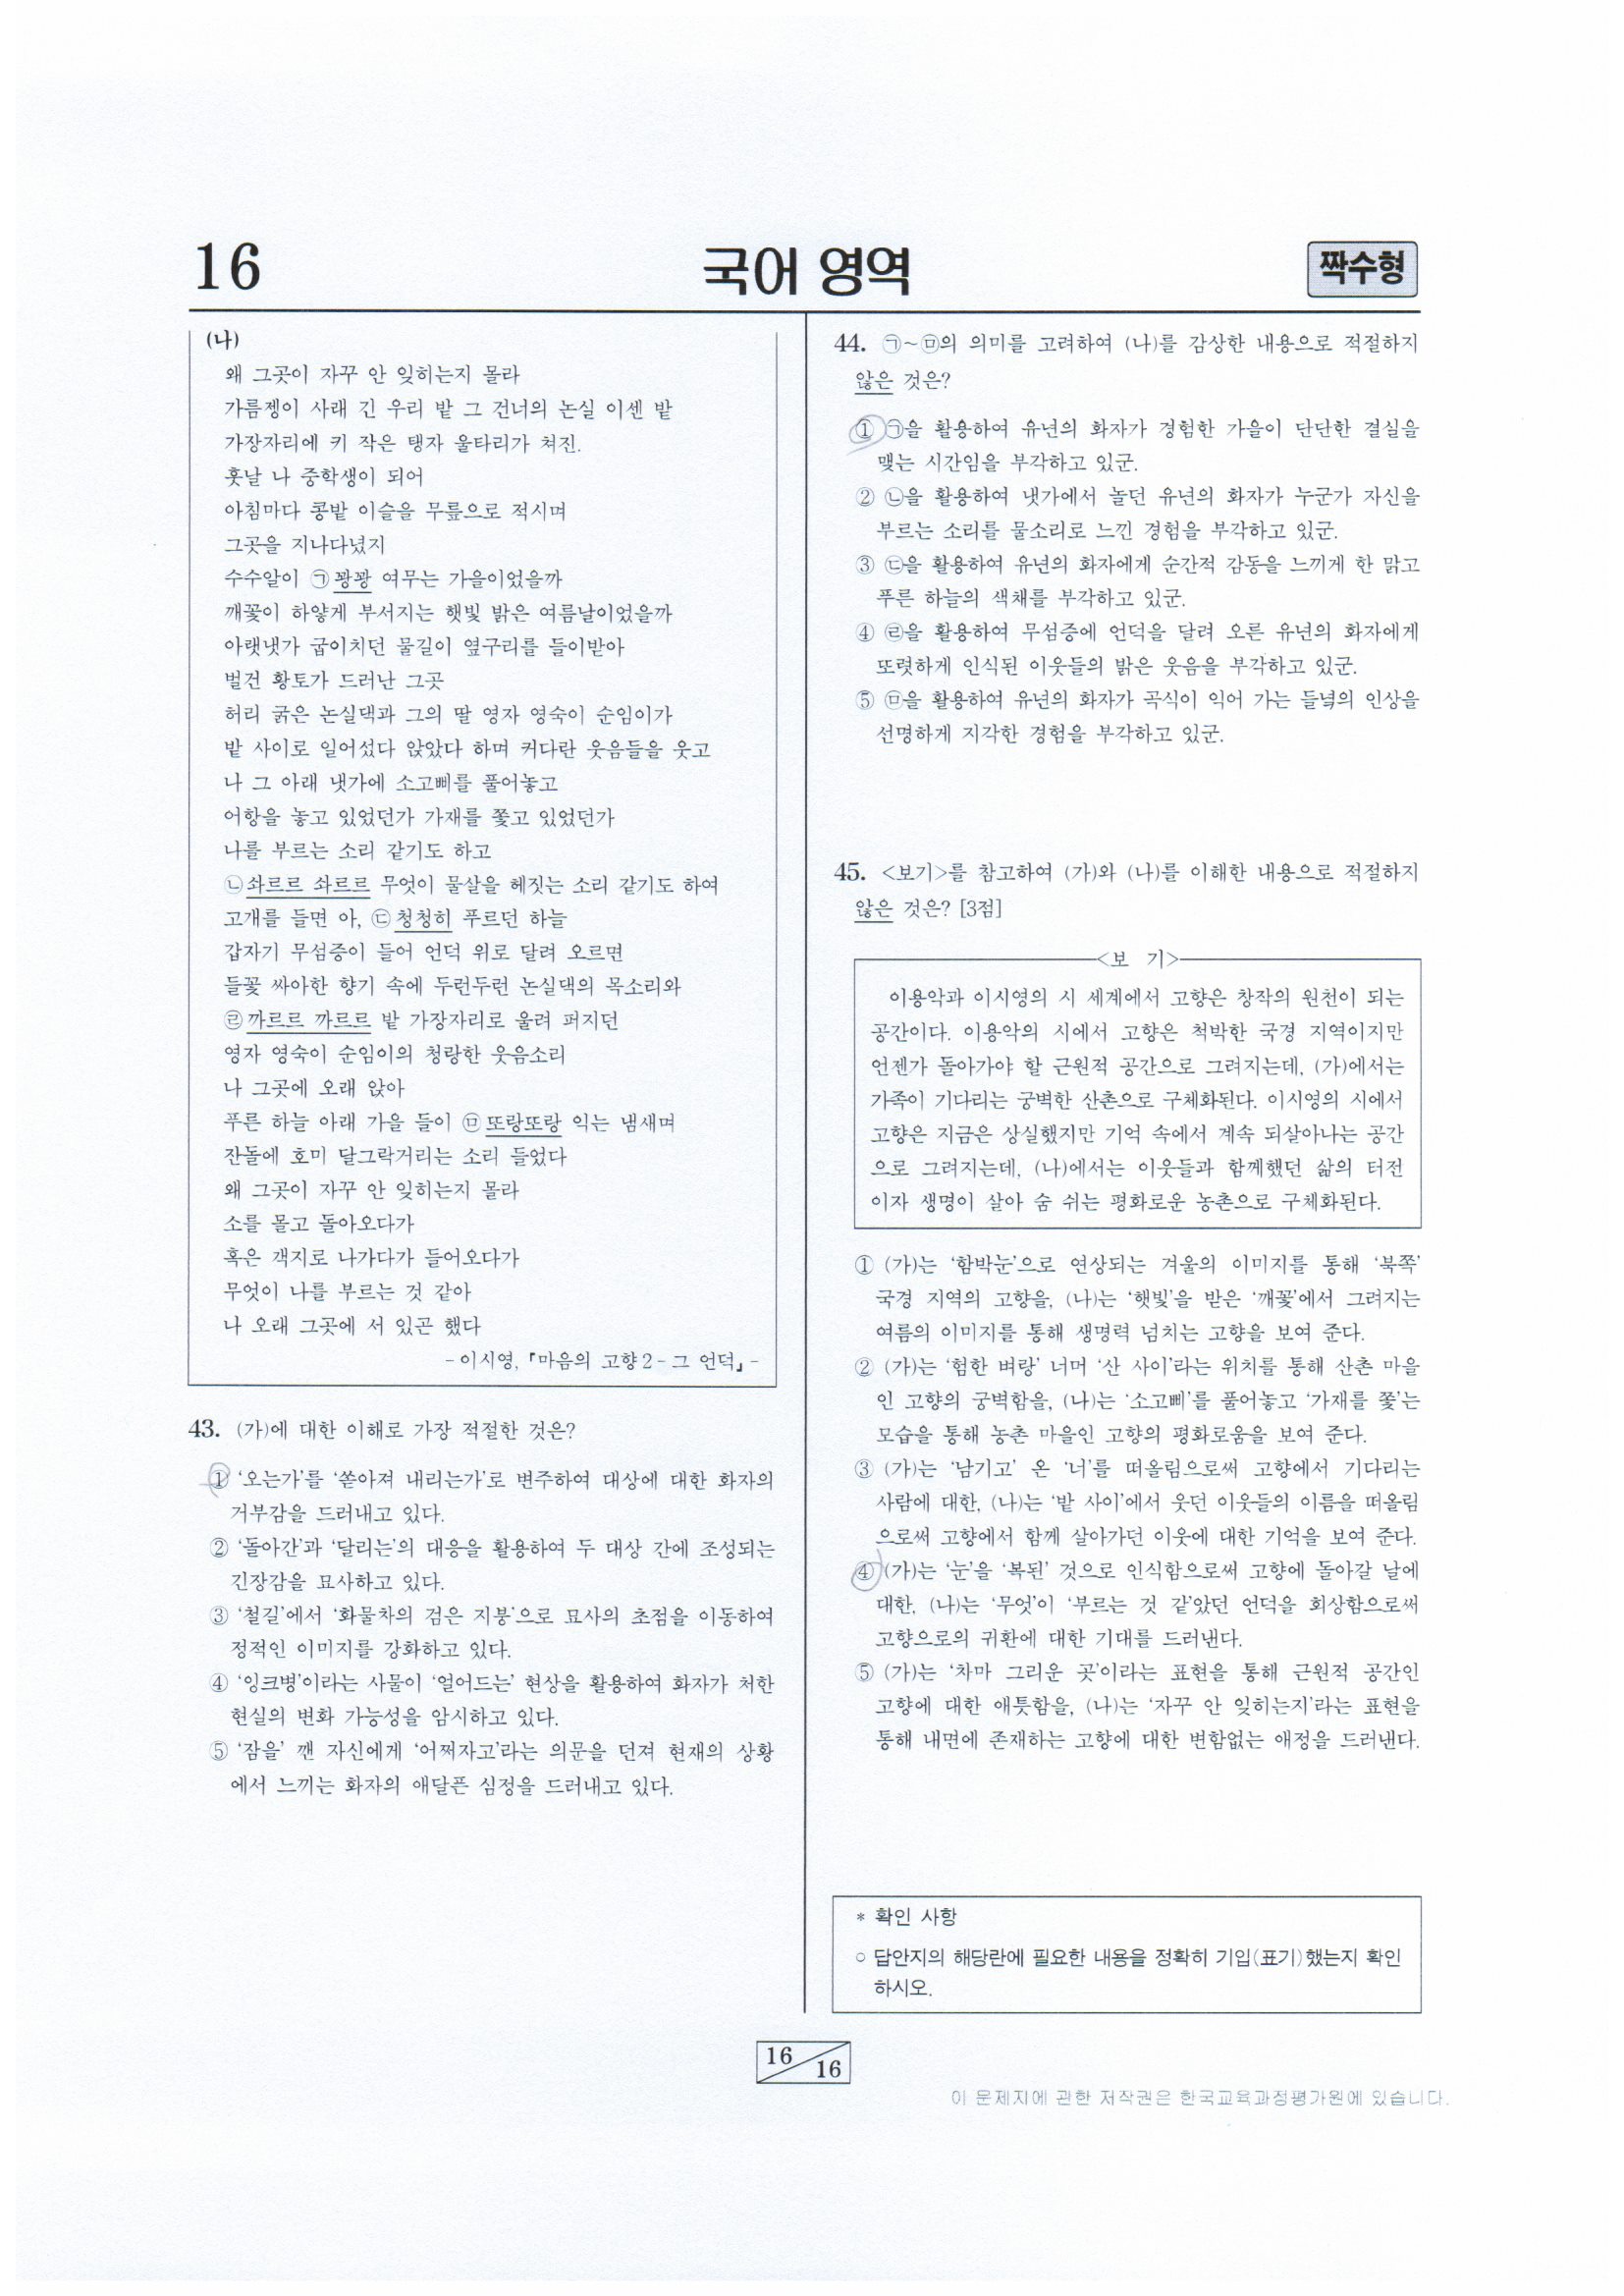 16
국어 영역
짝수형
(나)
왜 그곳이 자꾸 안 잊히는지 몰라
가름젱이 사래 긴 우리 밭 그 건너의 논실 이센 밭
가장자리에 키 작은 탱자 울타리가 쳐진.
훗날 나 중학생이 되어
아침마다 콩밭 이슬을 무릎으로 적시며
그곳을 지나다녔지
수수알이 ㉠꽝꽝 여무는 가을이었을까
깨꽃이 하얗게 부서지는 햇빛 밝은 여름날이었을까
아랫냇가 굽이치던 물길이 옆구리를 들이받아
벌건 황토가 드러난 그곳
허리 굵은 논실댁과 그의 딸 영자 영숙이 순임이가
밭 사이로 일어섰다 앉았다 하며 커다란 웃음들을 웃고
나 그 아래 냇가에 소고삐를 풀어놓고
어항을 놓고 있었던가 가재를 쫓고 있었던가
나를 부르는 소리 같기도 하고
㉡솨르르 솨르르 무엇이 물살을 헤짓는 소리 같기도 하여
고개를 들면 아, ㉢청청히 푸르던 하늘
갑자기 무섬증이 들어 언덕 위로 달려 오르면
들꽃 싸아한 향기 속에 두런두런 논실댁의 목소리와
㉣까르르 까르르 밭 가장자리로 울려 퍼지던
영자 영숙이 순임이의 청랑한 웃음소리
나 그곳에 오래 앉아
푸른 하늘 아래 가을 들이 ㉤또랑또랑 익는 냄새며
잔돌에 호미 달그락거리는 소리 들었다
왜 그곳이 자꾸 안 잊히는지 몰라
소를 몰고 돌아오다가
혹은 객지로 나가다가 들어오다가
무엇이 나를 부르는 것 같아
나 오래 그곳에 서 있곤 했다
- 이시영, 「마음의 고향 2 - 그 언덕」 -
43. (가)에 대한 이해로 가장 적절한 것은?
① ‘오는가’를 ‘쏟아져 내리는가’로 변주하여 대상에 대한 화자의
거부감을 드러내고 있다.
② ‘돌아간’과 ‘달리는’의 대응을 활용하여 두 대상 간에 조성되는
긴장감을 묘사하고 있다.
③ ‘철길’에서 ‘화물차의 검은 지붕’으로 묘사의 초점을 이동하여
정적인 이미지를 강화하고 있다.
④ ‘잉크병’이라는 사물이 ‘얼어드는’ 현상을 활용하여 화자가 처한
현실의 변화 가능성을 암시하고 있다.
⑤ ‘잠을’ 깬 자신에게 ‘어쩌자고’라는 의문을 던져 현재의 상황
에서 느끼는 화자의 애달픈 심정을 드러내고 있다.
44. ㉠~㉤의 의미를 고려하여 (나)를 감상한 내용으로 적절하지
않은 것은?
① ㉠을 활용하여 유년의 화자가 경험한 가을이 단단한 결실을
맺는 시간임을 부각하고 있군.
② ㉡을 활용하여 냇가에서 놀던 유년의 화자가 누군가 자신을
부르는 소리를 물소리로 느낀 경험을 부각하고 있군.
③ ㉢을 활용하여 유년의 화자에게 순간적 감동을 느끼게 한 맑고
푸른 하늘의 색채를 부각하고 있군.
④ ㉣을 활용하여 무섬증에 언덕을 달려 오른 유년의 화자에게
또렷하게 인식된 이웃들의 밝은 웃음을 부각하고 있군.
⑤ ㉤을 활용하여 유년의 화자가 곡식이 익어 가는 들녘의 인상을
선명하게 지각한 경험을 부각하고 있군.
45. <보기>를 참고하여 (가)와 (나)를 이해한 내용으로 적절하지
않은 것은? [3점]
<보 기>
이용악과 이시영의 시 세계에서 고향은 창작의 원천이 되는
공간이다. 이용악의 시에서 고향은 척박한 국경 지역이지만
언젠가 돌아가야 할 근원적 공간으로 그려지는데, (가)에서는
가족이 기다리는 궁벽한 산촌으로 구체화된다. 이시영의 시에서
고향은 지금은 상실했지만 기억 속에서 계속 되살아나는 공간
으로 그려지는데, (나)에서는 이웃들과 함께했던 삶의 터전
이자 생명이 살아 숨 쉬는 평화로운 농촌으로 구체화된다.
① (가)는 ‘함박눈’으로 연상되는 겨울의 이미지를 통해 ‘북쪽’
국경 지역의 고향을, (나)는 ‘햇빛’을 받은 ‘깨꽃’에서 그려지는
여름의 이미지를 통해 생명력 넘치는 고향을 보여 준다.
② (가)는 ‘험한 벼랑’ 너머 ‘산 사이’라는 위치를 통해 산촌 마을
인 고향의 궁벽함을, (나)는 ‘소고삐’를 풀어놓고 ‘가재를 쫓’는
모습을 통해 농촌 마을인 고향의 평화로움을 보여 준다.
③ (가)는 ‘남기고’ 온 ‘너’를 떠올림으로써 고향에서 기다리는
사람에 대한, (나)는 ‘밭 사이’에서 웃던 이웃들의 이름을 떠올림
으로써 고향에서 함께 살아가던 이웃에 대한 기억을 보여 준다.
④ (가)는 ‘눈’을 ‘복된’ 것으로 인식함으로써 고향에 돌아갈 날에
대한, (나)는 ‘무엇’이 ‘부르는 것 같’았던 언덕을 회상함으로써
고향으로의 귀환에 대한 기대를 드러낸다.
⑤ (가)는 ‘차마 그리운 곳’이라는 표현을 통해 근원적 공간인
고향에 대한 애틋함을, (나)는 ‘자꾸 안 잊히는지’라는 표현을
통해 내면에 존재하는 고향에 대한 변함없는 애정을 드러낸다.
* 확인 사항
○ 답안지의 해당란에 필요한 내용을 정확히 기입(표기)했는지 확인
하시오.
16
16
이 문제지에 관한 저작권은 한국교육과정평가원에 있습니다.